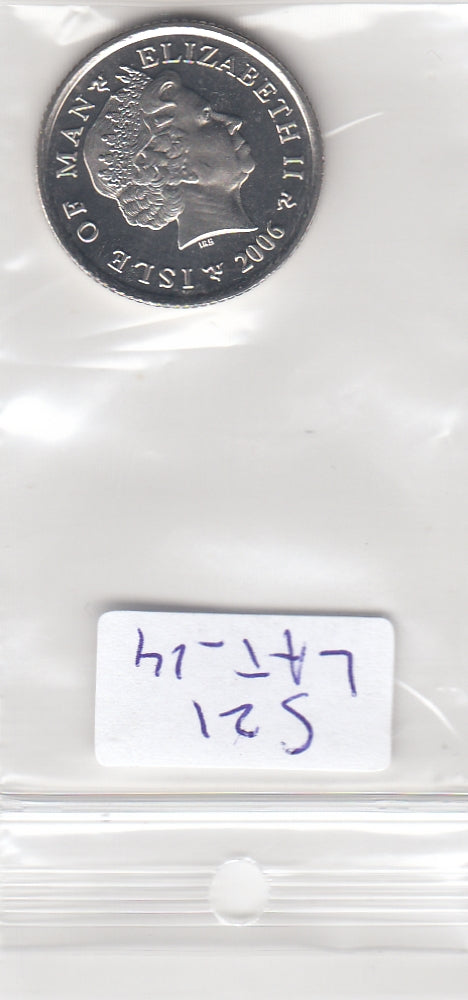 ISLE OF MAN ELIZABETH II 2006
IRB
S21
LAT-14